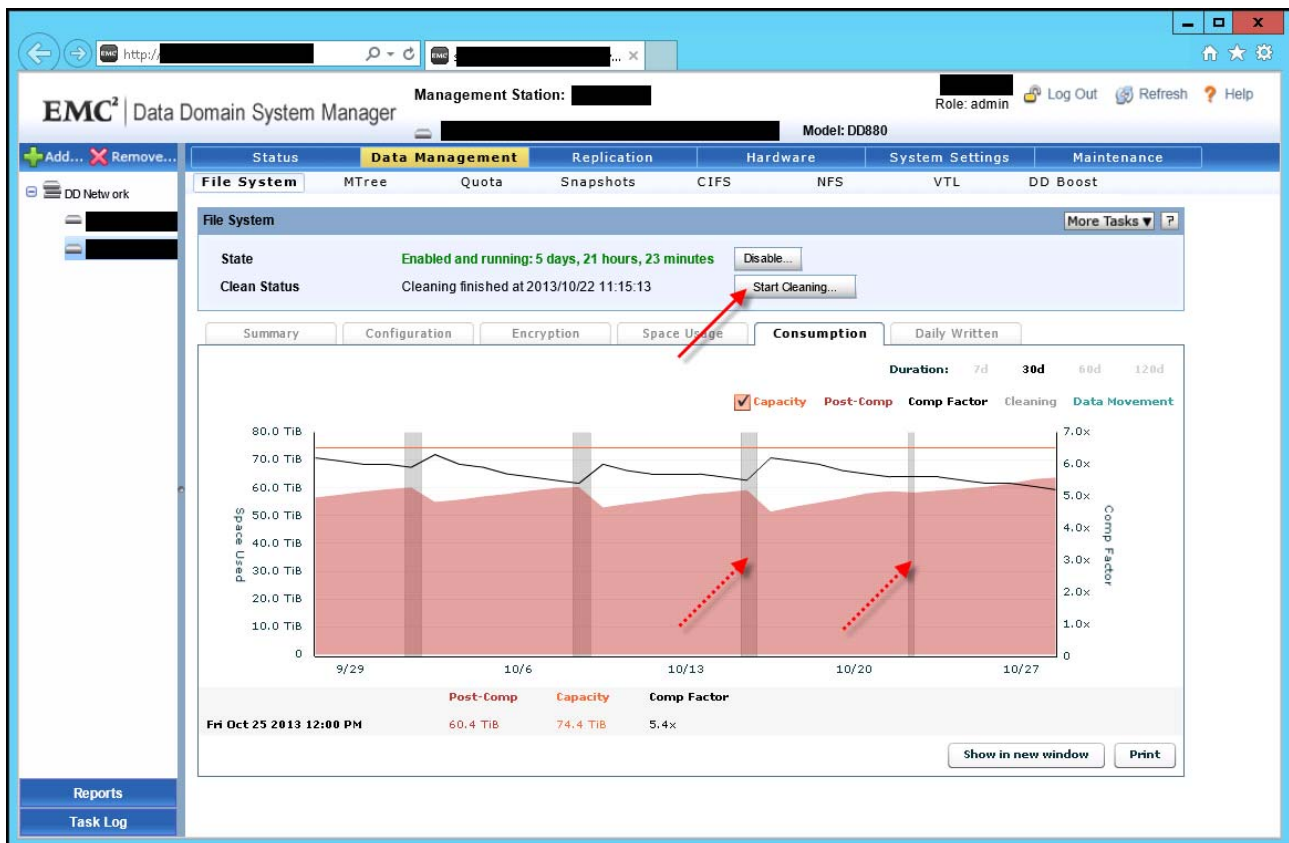 http://
EMC² | Data Domain System Manager
Management Station:
Role: admin
Log Out
Refresh
? Help
Model: DD880
Add...
Remove...
Status
Data Management
Replication
Hardware
System Settings
Maintenance
DD Network
File System
MTree
Quota
Snapshots
CIFS
NFS
VTL
DD Boost
File System
More Tasks ▼
?
State
Enabled and running: 5 days, 21 hours, 23 minutes
Disable...
Clean Status
Cleaning finished at 2013/10/22 11:15:13
Start Cleaning...
Summary
Configuration
Encryption
Space Usage
Consumption
Daily Written
Duration: 7d 30d 60d 120d
Capacity
Post-Comp
Comp Factor
Cleaning
Data Movement
80.0 TiB
70.0 TiB
60.0 TiB
50.0 TiB
40.0 TiB
30.0 TiB
20.0 TiB
10.0 TiB
0
Space Used
7.0x
6.0x
5.0x
4.0x
3.0x
2.0x
1.0x
0
Comp Factor
9/29
10/6
10/13
10/20
10/27
Post-Comp
Capacity
Comp Factor
Fri Oct 25 2013 12:00 PM
60.4 TiB
74.4 TiB
5.4x
Show in new window
Print
Reports
Task Log